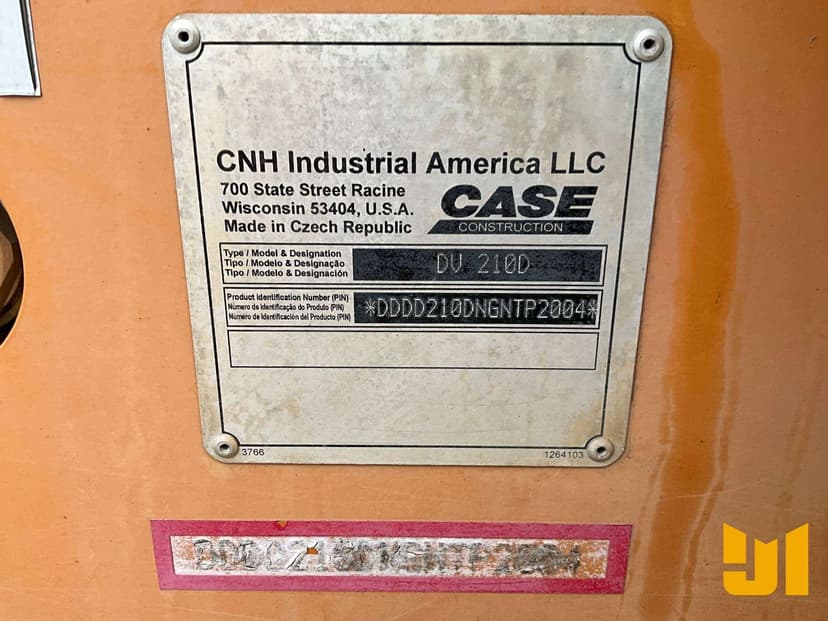 CNH Industrial America LLC
700 State Street Racine
Wisconsin 53404, U.S.A.
Made in Czech Republic
CASE
CONSTRUCTION
Type / Model & Designation
Tipo / Modelo & Designação
Tipo / Modelo & Designación
DV 210D
Product Identification Number (PIN)
Número de Identificação do Produto (PIN)
Número de Identificación del Producto (PIN)
*DDDD210DNGNTP2004*
3766
1264103